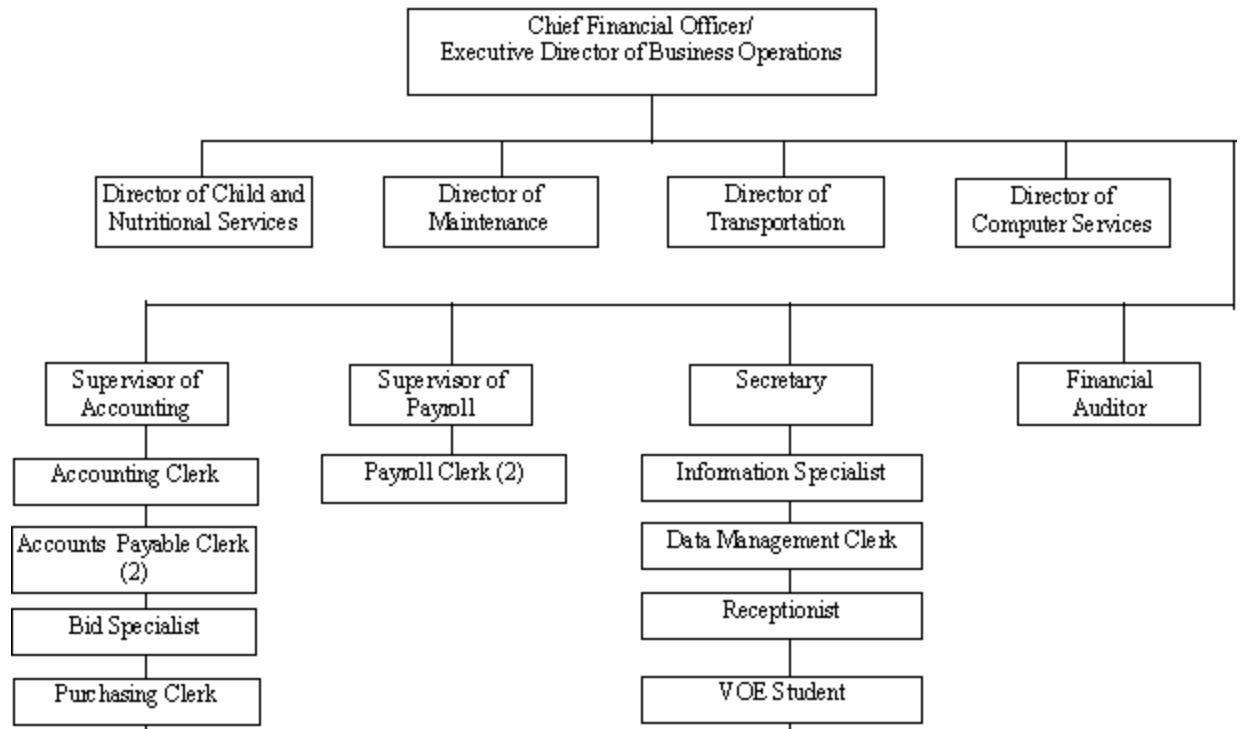 Chief Financial Officer/
Executive Director of Business Operations
Director of Child and
Nutritional Services
Director of
Maintenance
Director of
Transportation
Director of
Computer Services
Supervisor of
Accounting
Supervisor of
Payroll
Secretary
Financial
Auditor
Accounting Clerk
Payroll Clerk (2)
Information Specialist
Accounts Payable Clerk
(2)
Data Management Clerk
Bid Specialist
Receptionist
Purchasing Clerk
VOE Student